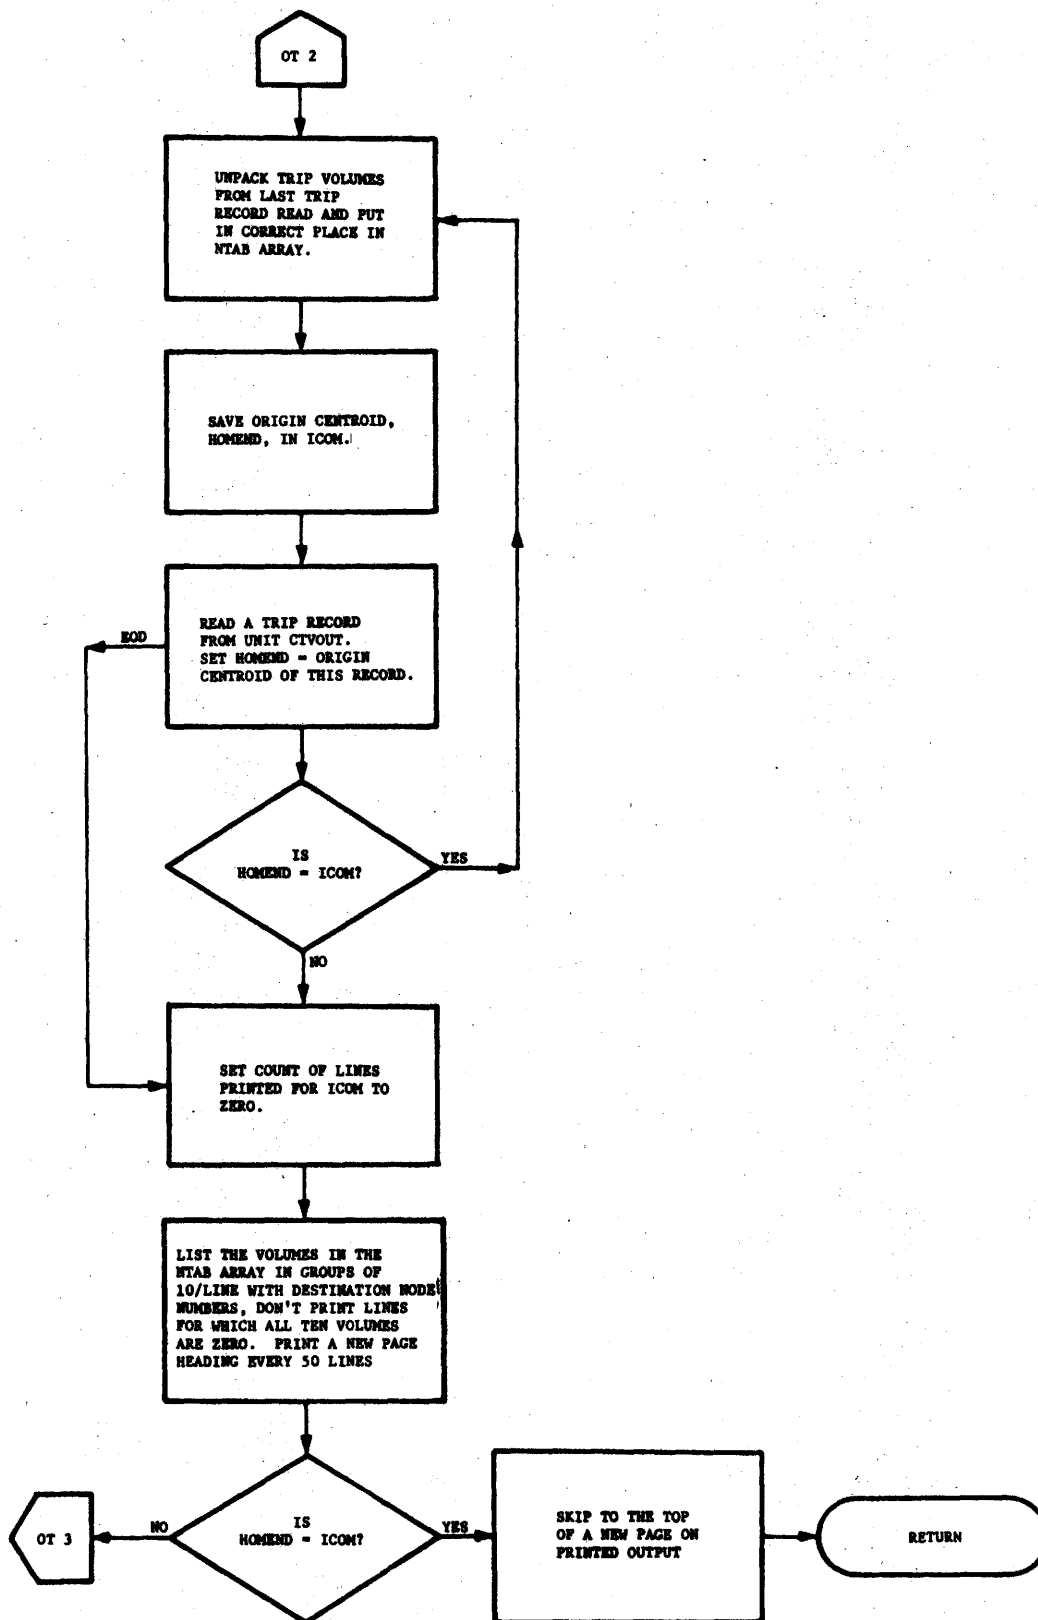 OT 2
UNPACK TRIP VOLUMES
FROM LAST TRIP
RECORD READ AND PUT
IN CORRECT PLACE IN
NTAB ARRAY.
SAVE ORIGIN CENTROID,
HOMEND, IN ICOM.
READ A TRIP RECORD
FROM UNIT CTVOUT.
SET HOMEND = ORIGIN
CENTROID OF THIS RECORD.
EOD
IS
HOMEND = ICOM?
YES
NO
SET COUNT OF LINES
PRINTED FOR ICOM TO
ZERO.
LIST THE VOLUMES IN THE
NTAB ARRAY IN GROUPS OF
10/LINE WITH DESTINATION NODE
NUMBERS, DON'T PRINT LINES
FOR WHICH ALL TEN VOLUMES
ARE ZERO. PRINT A NEW PAGE
HEADING EVERY 50 LINES
OT 3
NO
IS
HOMEND = ICOM?
YES
SKIP TO THE TOP
OF A NEW PAGE ON
PRINTED OUTPUT
RETURN